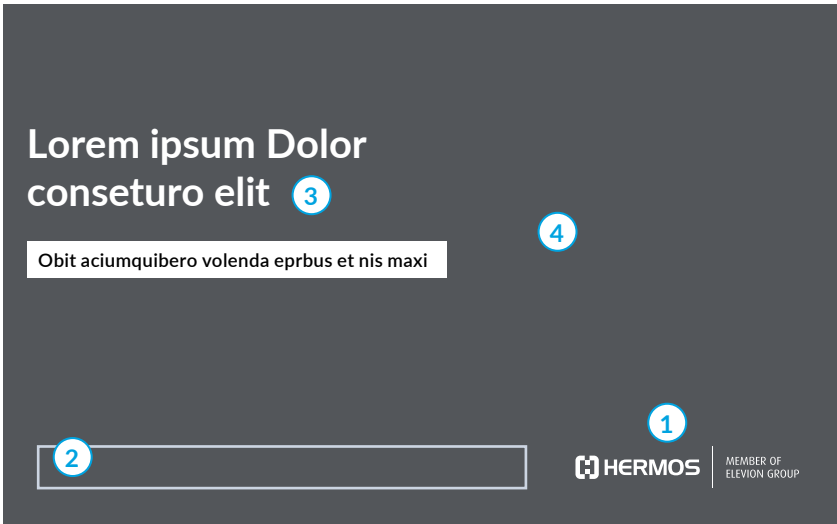 Lorem ipsum Dolor
conseturo elit
3
4
Obit aciumquibero volenda eprbus et nis maxi
1
2
HERMOS
MEMBER OF
ELEVION GROUP